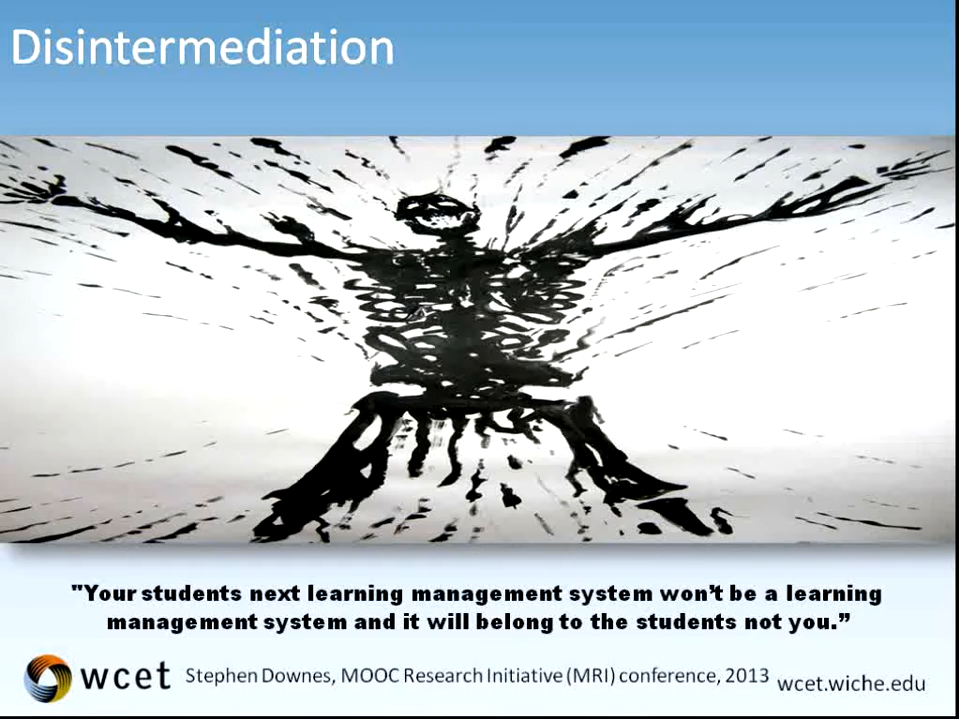 Disintermediation
"Your students next learning management system won’t be a learning
management system and it will belong to the students not you.”
wcet Stephen Downes, MOOC Research Initiative (MRI) conference, 2013 wcet.wiche.edu